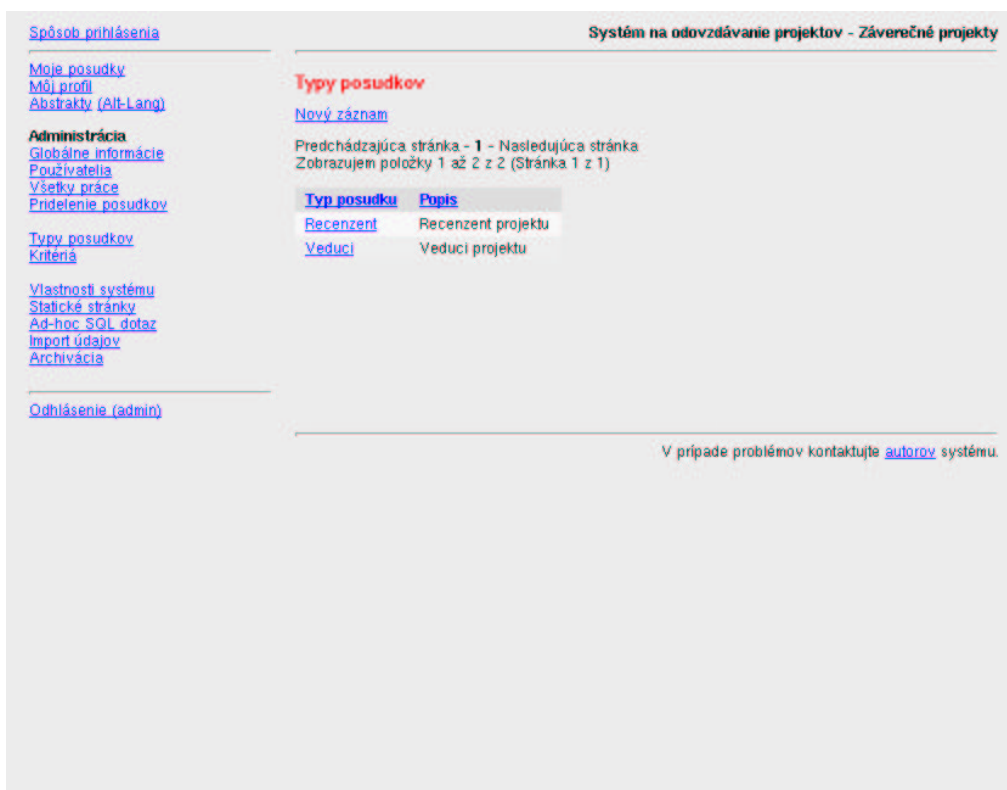 Spôsob prihlásenia
Systém na odovzdávanie projektov - Záverečné projekty
Moje posudky
Môj profil
Abstrakty (Alt-Lang)
Administrácia
Globálne informácie
Používatelia
Všetky práce
Pridelenie posudkov
Typy posudkov
Kritériá
Vlastnosti systému
Statické stránky
Ad-hoc SQL dotaz
Import údajov
Archivácia
Odhlásenie (admin)
Typy posudkov
Nový záznam
Predchádzajúca stránka - 1 - Nasledujúca stránka
Zobrazujem položky 1 až 2 z 2 (Stránka 1 z 1)
Typ posudku Popis
Recenzent Recenzent projektu
Veduci Veduci projektu
V prípade problémov kontaktujte autorov systému.